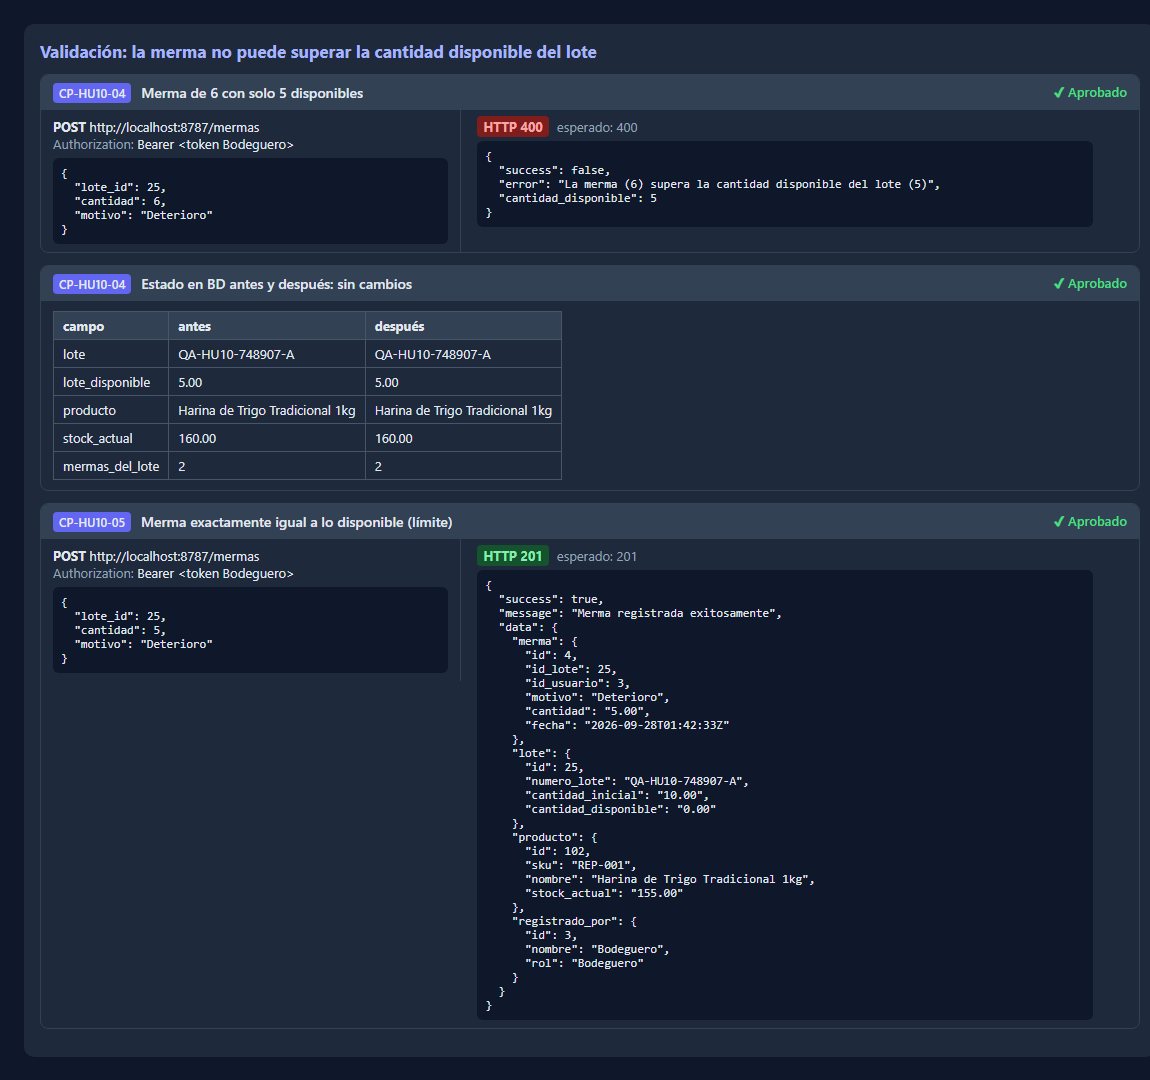 Validación: la merma no puede superar la cantidad disponible del lote
CP-HU10-04 Merma de 6 con solo 5 disponibles ✓ Aprobado
POST http://localhost:8787/mermas
Authorization: Bearer <token Bodeguero>
{
"lote_id": 25,
"cantidad": 6,
"motivo": "Deterioro"
}
HTTP 400 esperado: 400
{
"success": false,
"error": "La merma (6) supera la cantidad disponible del lote (5)",
"cantidad_disponible": 5
}
CP-HU10-04 Estado en BD antes y después: sin cambios ✓ Aprobado
campo antes después
lote QA-HU10-748907-A QA-HU10-748907-A
lote_disponible 5.00 5.00
producto Harina de Trigo Tradicional 1kg Harina de Trigo Tradicional 1kg
stock_actual 160.00 160.00
mermas_del_lote 2 2
CP-HU10-05 Merma exactamente igual a lo disponible (límite) ✓ Aprobado
POST http://localhost:8787/mermas
Authorization: Bearer <token Bodeguero>
{
"lote_id": 25,
"cantidad": 5,
"motivo": "Deterioro"
}
HTTP 201 esperado: 201
{
"success": true,
"message": "Merma registrada exitosamente",
"data": {
"merma": {
"id": 4,
"id_lote": 25,
"id_usuario": 3,
"motivo": "Deterioro",
"cantidad": "5.00",
"fecha": "2026-09-28T01:42:33Z"
},
"lote": {
"id": 25,
"numero_lote": "QA-HU10-748907-A",
"cantidad_inicial": "10.00",
"cantidad_disponible": "0.00"
},
"producto": {
"id": 102,
"sku": "REP-001",
"nombre": "Harina de Trigo Tradicional 1kg",
"stock_actual": "155.00"
},
"registrado_por": {
"id": 3,
"nombre": "Bodeguero",
"rol": "Bodeguero"
}
}
}